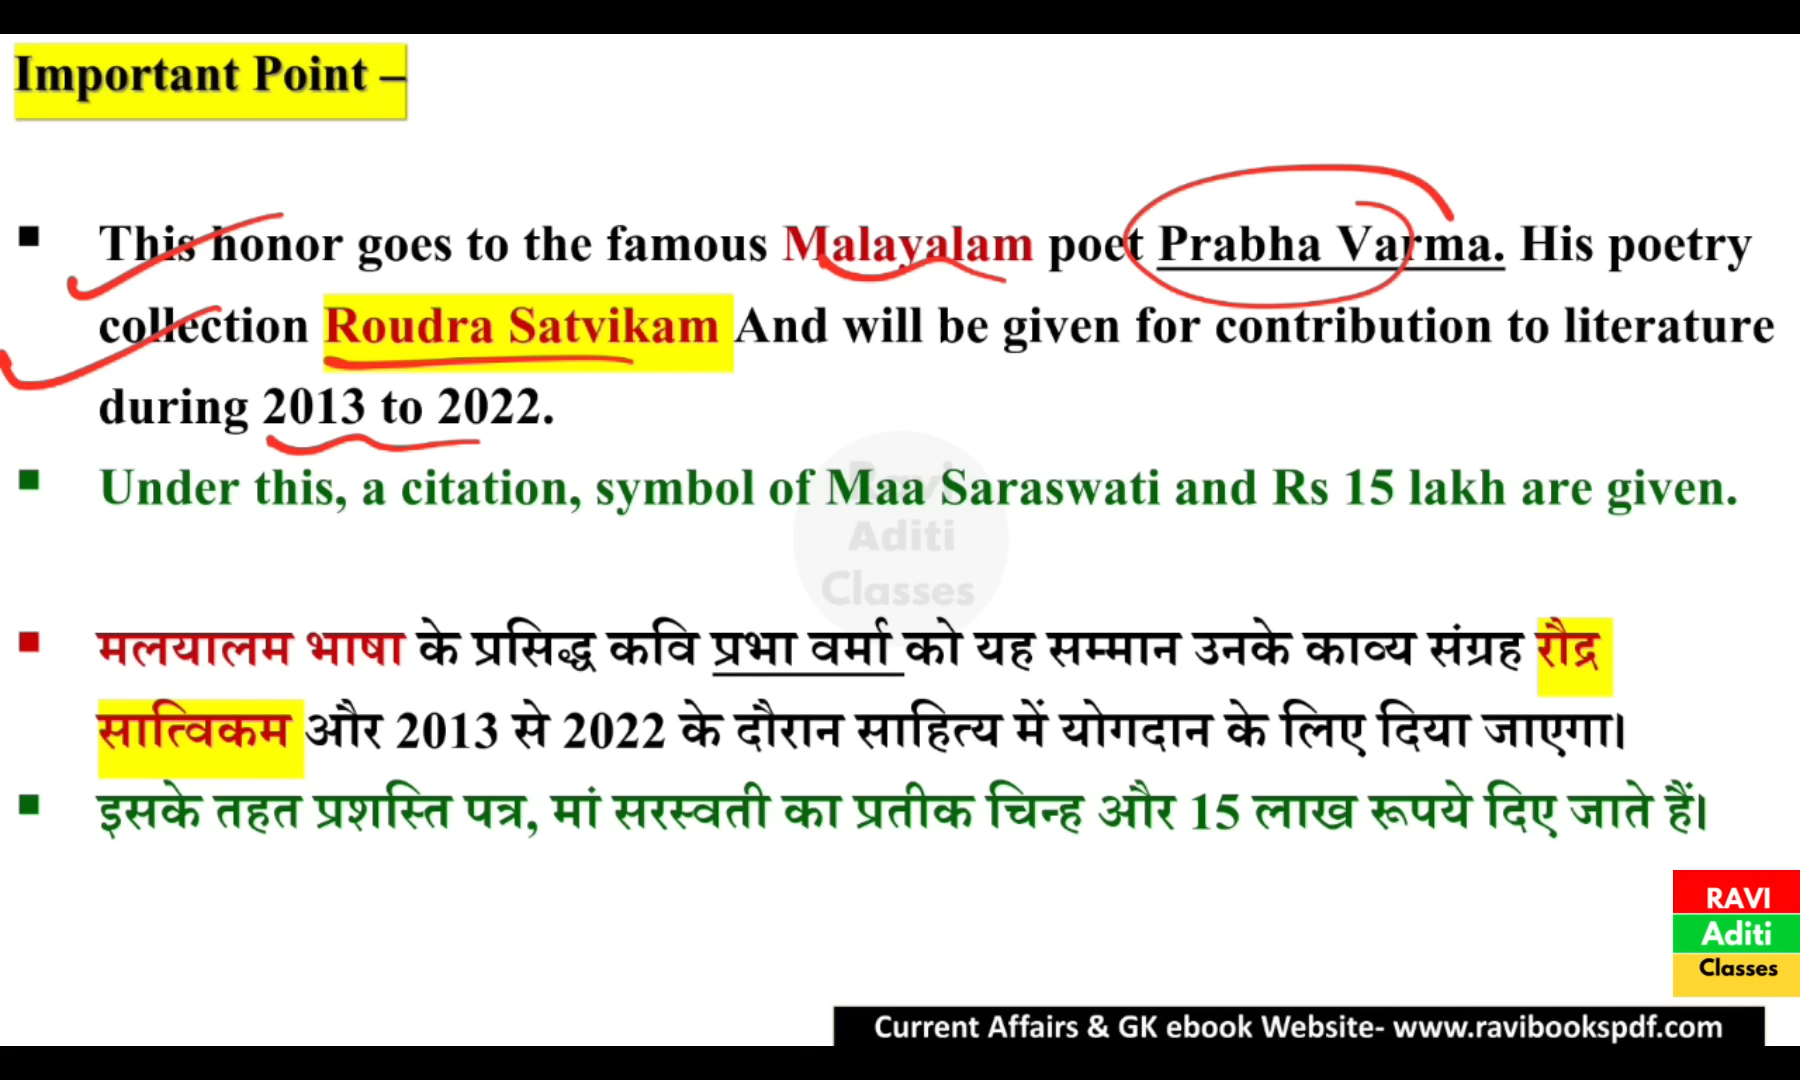 Important Point –
▪ This honor goes to the famous Malayalam poet Prabha Varma. His poetry
collection Roudra Satvikam And will be given for contribution to literature
during 2013 to 2022.
▪ Under this, a citation, symbol of Maa Saraswati and Rs 15 lakh are given.
Ravi
Aditi
Classes
▪ मलयालम भाषा के प्रसिद्ध कवि प्रभा वर्मा को यह सम्मान उनके काव्य संग्रह रौद्र
सात्विकम और 2013 से 2022 के दौरान साहित्य में योगदान के लिए दिया जाएगा।
▪ इसके तहत प्रशस्ति पत्र, मां सरस्वती का प्रतीक चिन्ह और 15 लाख रूपये दिए जाते हैं।
RAVI
Aditi
Classes
Current Affairs & GK ebook Website- www.ravibookspdf.com